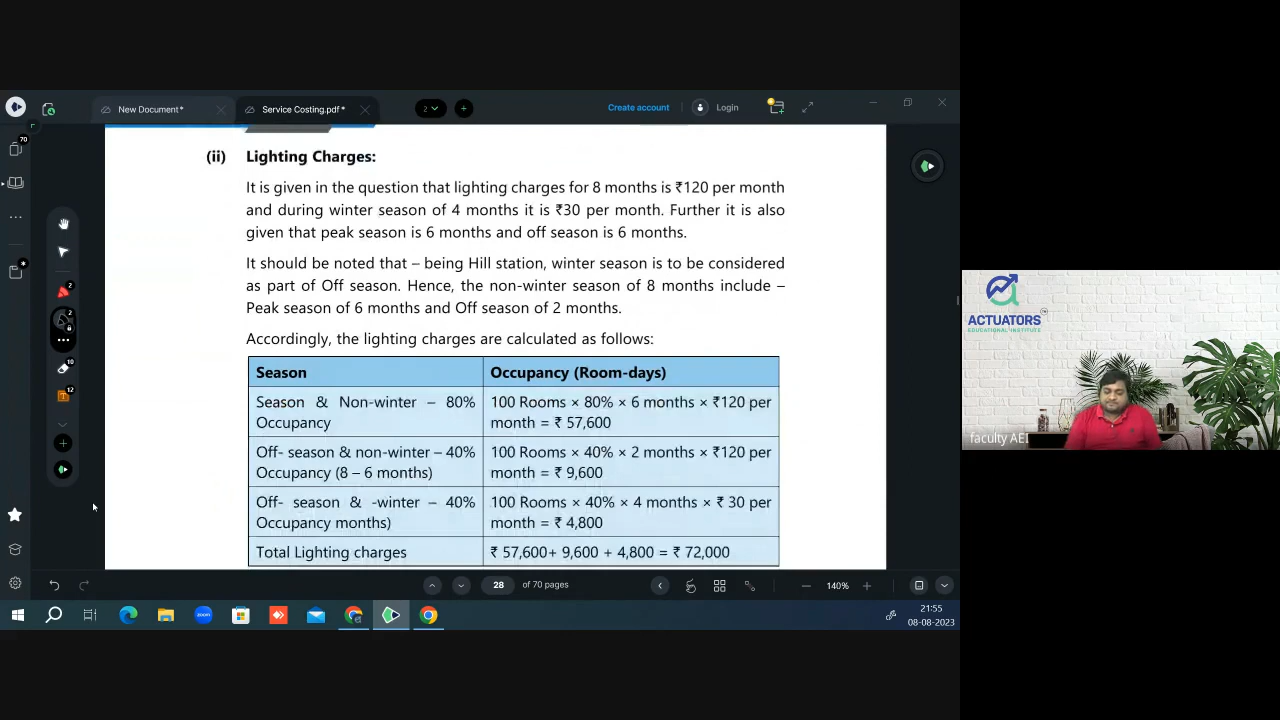 New Document*
Service Costing.pdf *
2
Create account
Login
70
(ii) Lighting Charges:
It is given in the question that lighting charges for 8 months is ₹120 per month
and during winter season of 4 months it is ₹30 per month. Further it is also
given that peak season is 6 months and off season is 6 months.
It should be noted that – being Hill station, winter season is to be considered
as part of Off season. Hence, the non-winter season of 8 months include –
Peak season of 6 months and Off season of 2 months.
Accordingly, the lighting charges are calculated as follows:
Season Occupancy (Room-days)
Season & Non-winter – 80% 100 Rooms × 80% × 6 months × ₹120 per
Occupancy month = ₹ 57,600
Off- season & non-winter – 40% 100 Rooms × 40% × 2 months × ₹120 per
Occupancy (8 – 6 months) month = ₹ 9,600
Off- season & -winter – 40% 100 Rooms × 40% × 4 months × ₹ 30 per
Occupancy months) month = ₹ 4,800
Total Lighting charges ₹ 57,600+ 9,600 + 4,800 = ₹ 72,000
2
2
10
12
28 of 70 pages
140%
zoom
21:55
08-08-2023
ACTUATORS
EDUCATIONAL INSTITUTE
faculty AEI